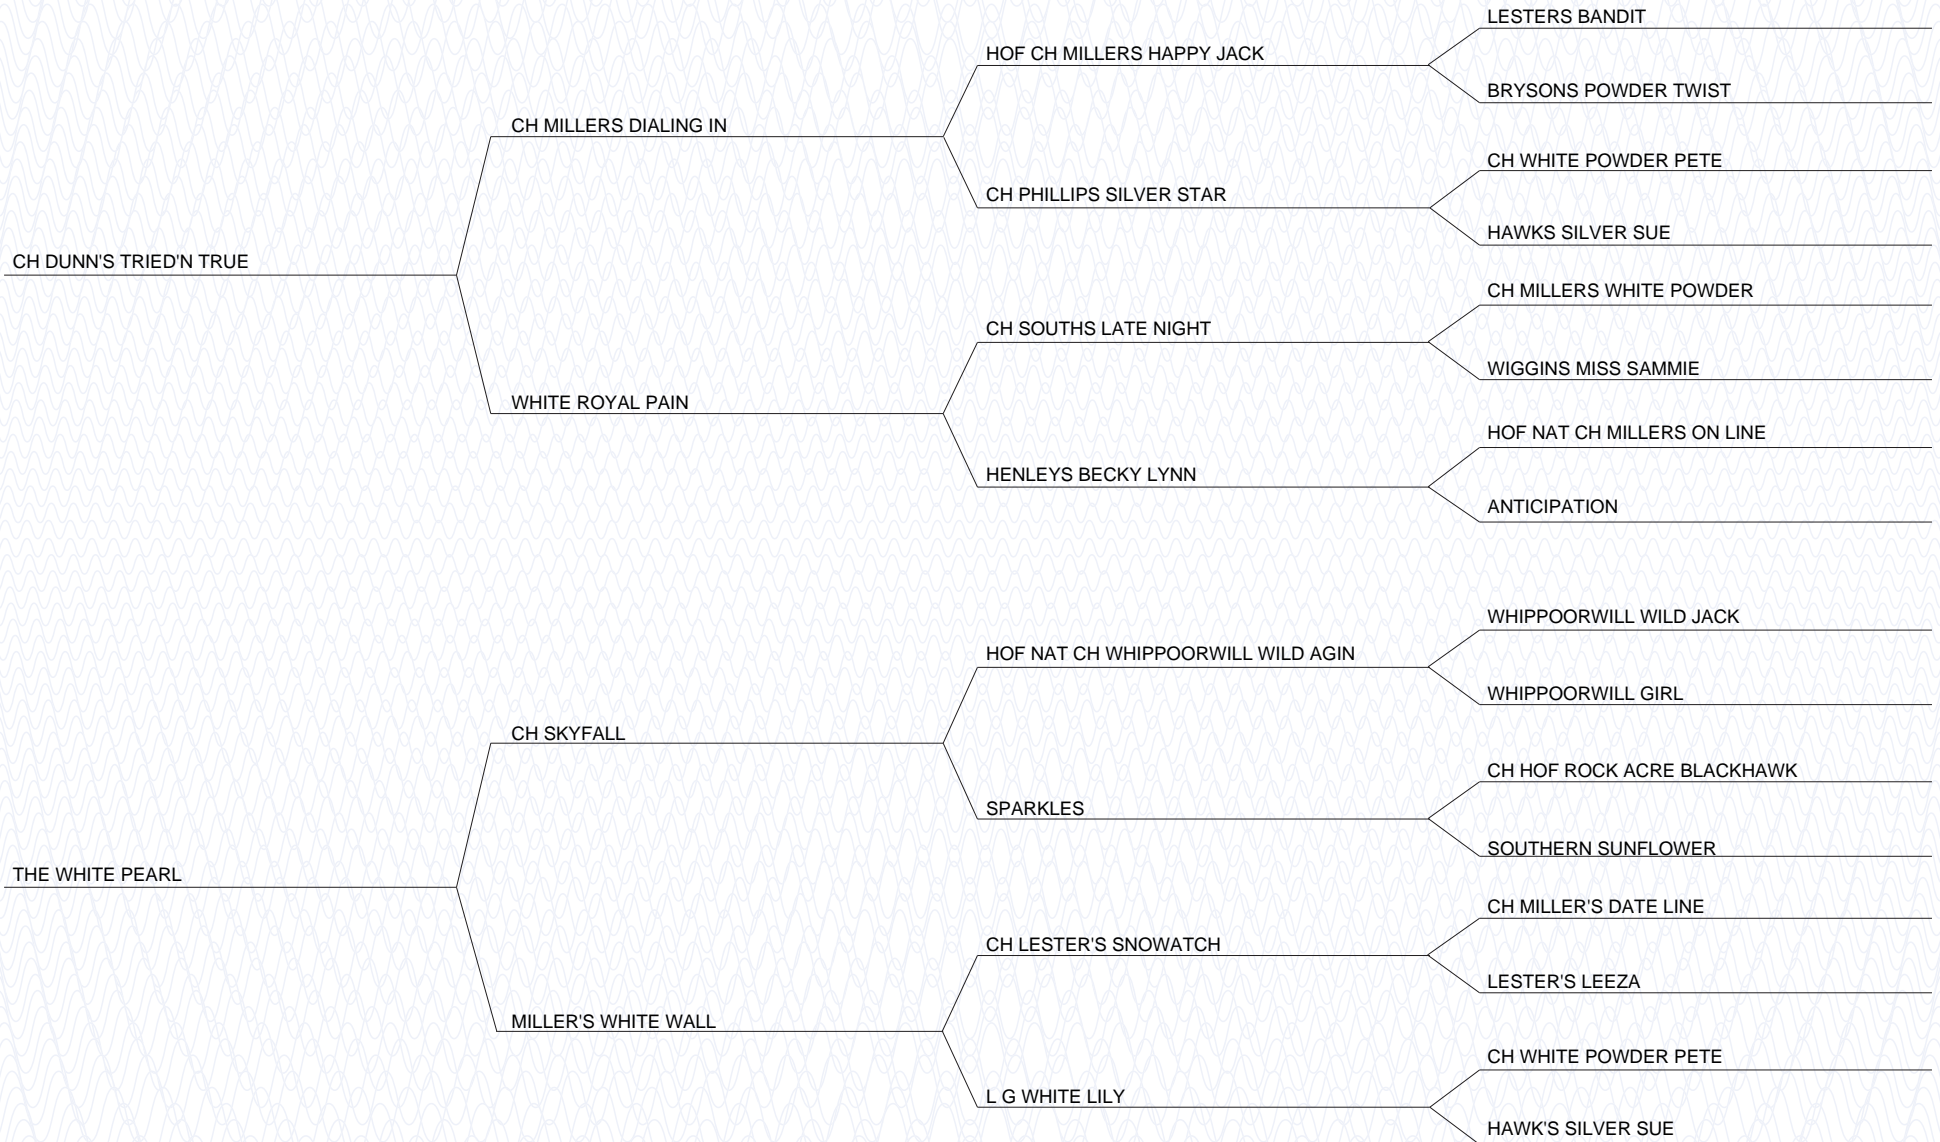 LESTERS BANDIT
HOF CH MILLERS HAPPY JACK
BRYSONS POWDER TWIST
CH MILLERS DIALING IN
CH WHITE POWDER PETE
CH PHILLIPS SILVER STAR
HAWKS SILVER SUE
CH DUNN'S TRIED'N TRUE
CH MILLERS WHITE POWDER
CH SOUTHS LATE NIGHT
WIGGINS MISS SAMMIE
WHITE ROYAL PAIN
HOF NAT CH MILLERS ON LINE
HENLEYS BECKY LYNN
ANTICIPATION
WHIPPOORWILL WILD JACK
HOF NAT CH WHIPPOORWILL WILD AGIN
WHIPPOORWILL GIRL
CH SKYFALL
CH HOF ROCK ACRE BLACKHAWK
SPARKLES
SOUTHERN SUNFLOWER
THE WHITE PEARL
CH MILLER'S DATE LINE
CH LESTER'S SNOWATCH
LESTER'S LEEZA
MILLER'S WHITE WALL
CH WHITE POWDER PETE
L G WHITE LILY
HAWK'S SILVER SUE